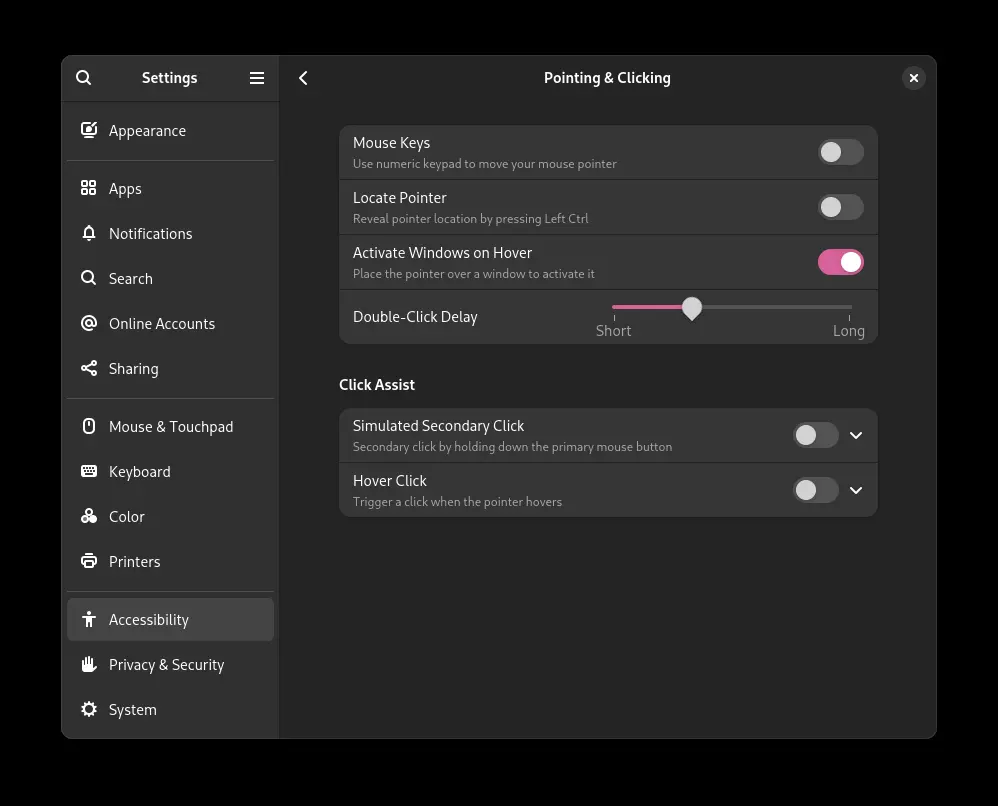 Settings
Appearance
Apps
Notifications
Search
Online Accounts
Sharing
Mouse & Touchpad
Keyboard
Color
Printers
Accessibility
Privacy & Security
System
Pointing & Clicking
Mouse Keys
Use numeric keypad to move your mouse pointer
Locate Pointer
Reveal pointer location by pressing Left Ctrl
Activate Windows on Hover
Place the pointer over a window to activate it
Double-Click Delay
Short
Long
Click Assist
Simulated Secondary Click
Secondary click by holding down the primary mouse button
Hover Click
Trigger a click when the pointer hovers